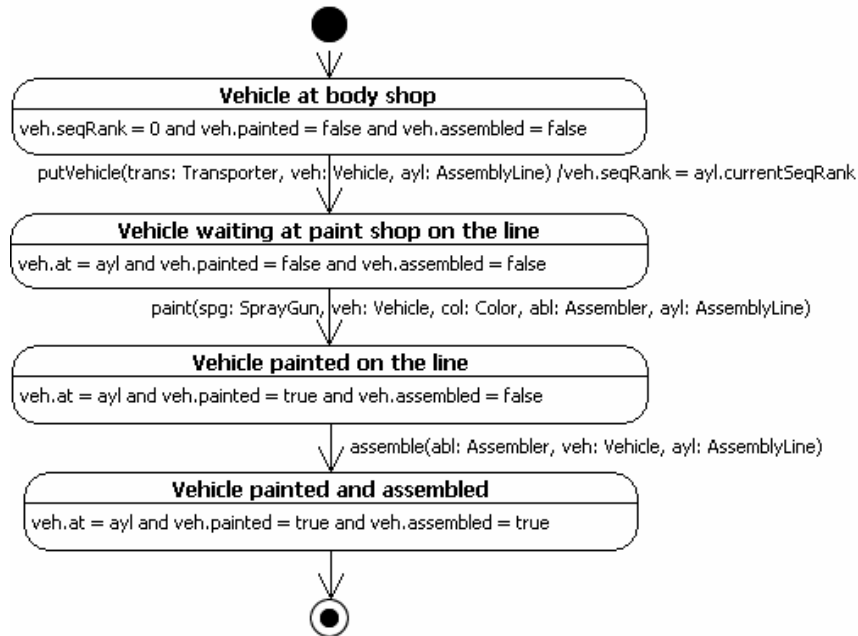 Vehicle at body shop
veh.seqRank = 0 and veh.painted = false and veh.assembled = false
putVehicle(trans: Transporter, veh: Vehicle, ayl: AssemblyLine) /veh.seqRank = ayl.currentSeqRank
Vehicle waiting at paint shop on the line
veh.at = ayl and veh.painted = false and veh.assembled = false
paint(spg: SprayGun, veh: Vehicle, col: Color, abl: Assembler, ayl: AssemblyLine)
Vehicle painted on the line
veh.at = ayl and veh.painted = true and veh.assembled = false
assemble(abl: Assembler, veh: Vehicle, ayl: AssemblyLine)
Vehicle painted and assembled
veh.at = ayl and veh.painted = true and veh.assembled = true